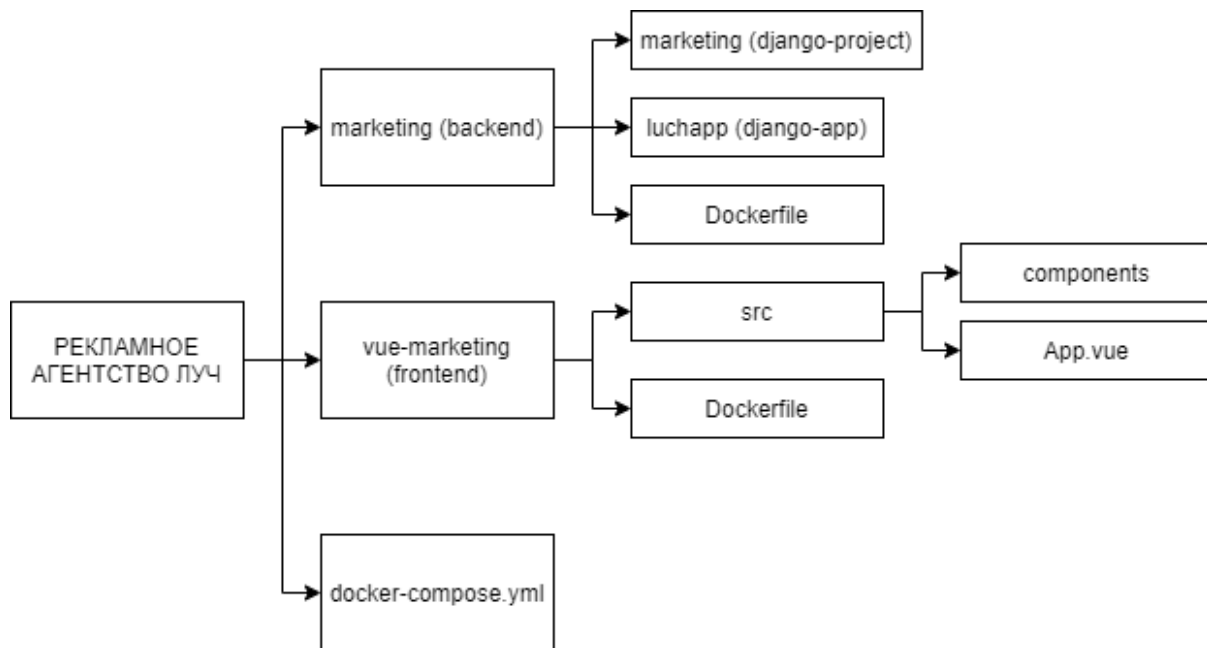 marketing (django-project)
marketing (backend)
luchapp (django-app)
Dockerfile
components
src
РЕКЛАМНОЕ
АГЕНТСТВО ЛУЧ
vue-marketing
(frontend)
App.vue
Dockerfile
docker-compose.yml